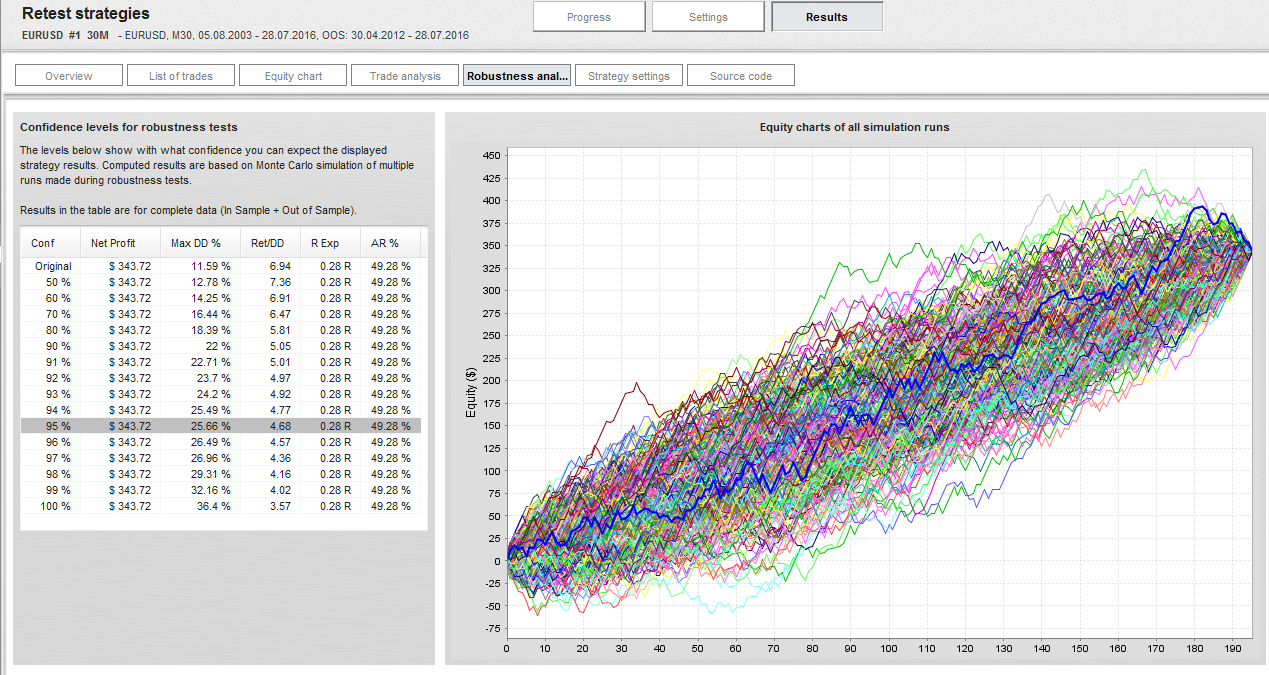 Retest strategies
EURUSD #1 30M - EURUSD, M30, 05.08.2003 - 28.07.2016, OOS: 30.04.2012 - 28.07.2016
Progress
Settings
Results
Overview
List of trades
Equity chart
Trade analysis
Robustness anal...
Strategy settings
Source code
Confidence levels for robustness tests
The levels below show with what confidence you can expect the displayed
strategy results. Computed results are based on Monte Carlo simulation of multiple
runs made during robustness tests.
Results in the table are for complete data (In Sample + Out of Sample).
Conf Net Profit Max DD % Ret/DD R Exp AR %
Original $ 343.72 11.59 % 6.94 0.28 R 49.28 %
50 % $ 343.72 12.78 % 7.36 0.28 R 49.28 %
60 % $ 343.72 14.25 % 6.91 0.28 R 49.28 %
70 % $ 343.72 16.44 % 6.47 0.28 R 49.28 %
80 % $ 343.72 18.39 % 5.81 0.28 R 49.28 %
90 % $ 343.72 22 % 5.05 0.28 R 49.28 %
91 % $ 343.72 22.71 % 5.01 0.28 R 49.28 %
92 % $ 343.72 23.7 % 4.97 0.28 R 49.28 %
93 % $ 343.72 24.2 % 4.92 0.28 R 49.28 %
94 % $ 343.72 25.49 % 4.77 0.28 R 49.28 %
95 % $ 343.72 25.66 % 4.68 0.28 R 49.28 %
96 % $ 343.72 26.49 % 4.57 0.28 R 49.28 %
97 % $ 343.72 26.96 % 4.36 0.28 R 49.28 %
98 % $ 343.72 29.31 % 4.16 0.28 R 49.28 %
99 % $ 343.72 32.16 % 4.02 0.28 R 49.28 %
100 % $ 343.72 36.4 % 3.57 0.28 R 49.28 %
Equity charts of all simulation runs
Equity ($)
450
425
400
375
350
325
300
275
250
225
200
175
150
125
100
75
50
25
0
-25
-50
-75
0 10 20 30 40 50 60 70 80 90 100 110 120 130 140 150 160 170 180 190